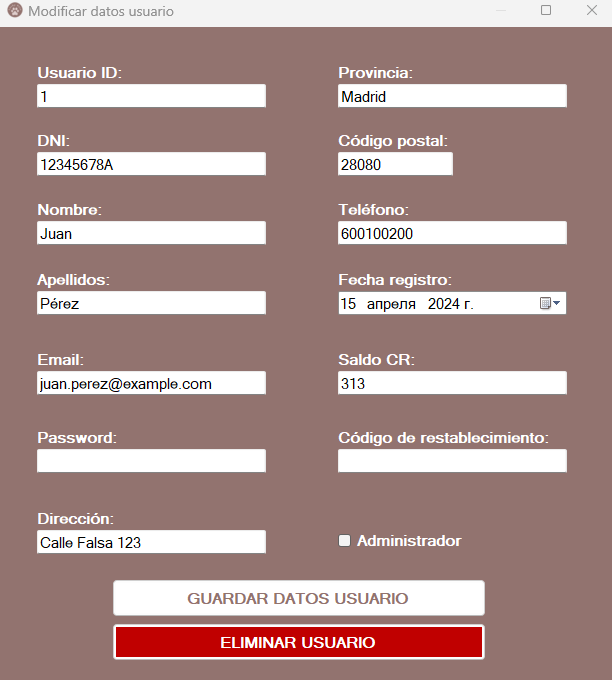 Modificar datos usuario
Usuario ID:
1
DNI:
12345678A
Nombre:
Juan
Apellidos:
Pérez
Email:
juan.perez@example.com
Password:
Dirección:
Calle Falsa 123
Provincia:
Madrid
Código postal:
28080
Teléfono:
600100200
Fecha registro:
15 апреля 2024 г.
Saldo CR:
313
Código de restablecimiento:
Administrador
GUARDAR DATOS USUARIO
ELIMINAR USUARIO